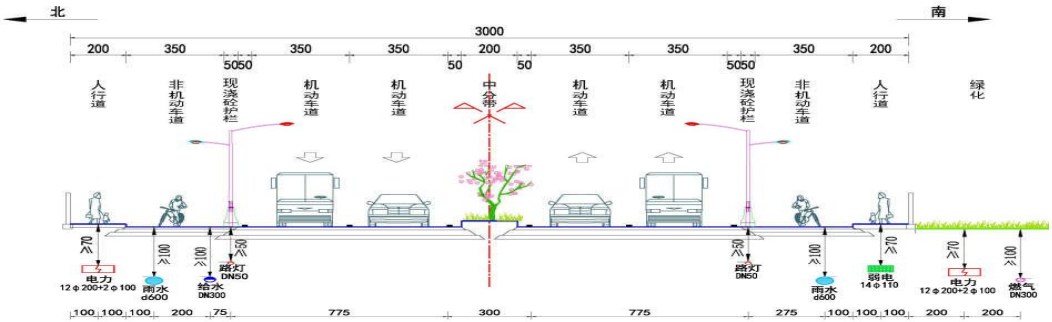 北
南
3000
200 350 350 350 200 350 350 350 200
5050 50 50 5050
人行道
非机动车道
现浇砼护栏
机动车道
机动车道
中分带
机动车道
机动车道
现浇砼护栏
非机动车道
人行道
绿化
≥70
≥100
≥100
≥50
≥50
≥100
≥70
≥70
≥100
电力
12φ200+2φ100
雨水
d600
给水
DN300
路灯
DN50
路灯
DN50
雨水
d600
弱电
14φ110
电力
12φ200+2φ100
燃气
DN300
100 100 100 200 75 775 300 775 275 100 100 100 200 200